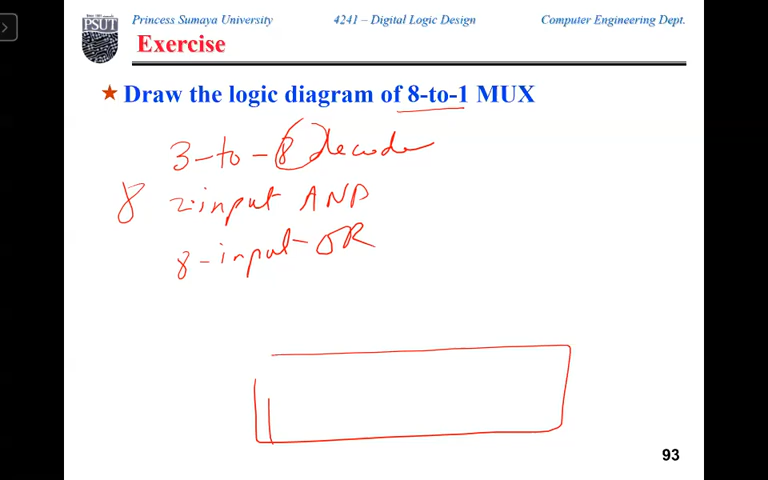 Princess Sumaya University 4241 – Digital Logic Design Computer Engineering Dept.
PSUT
Exercise
Draw the logic diagram of 8-to-1 MUX
3-to-8 decoder
8 2-input AND
8-input OR
93